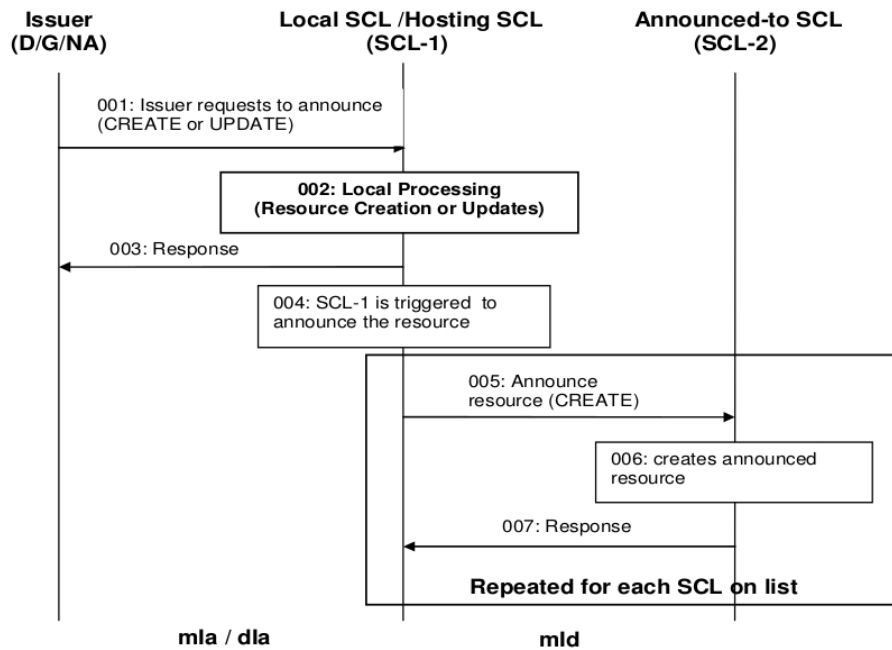 Issuer
(D/G/NA)
Local SCL /Hosting SCL
(SCL-1)
Announced-to SCL
(SCL-2)
001: Issuer requests to announce
(CREATE or UPDATE)
002: Local Processing
(Resource Creation or Updates)
003: Response
004: SCL-1 is triggered to
announce the resource
005: Announce
resource (CREATE)
006: creates announced
resource
007: Response
Repeated for each SCL on list
mIa / dIa
mId